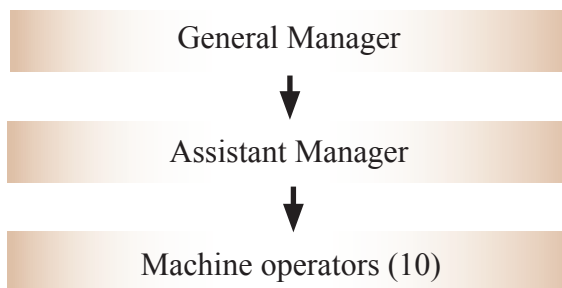 General Manager
Assistant Manager
Machine operators (10)